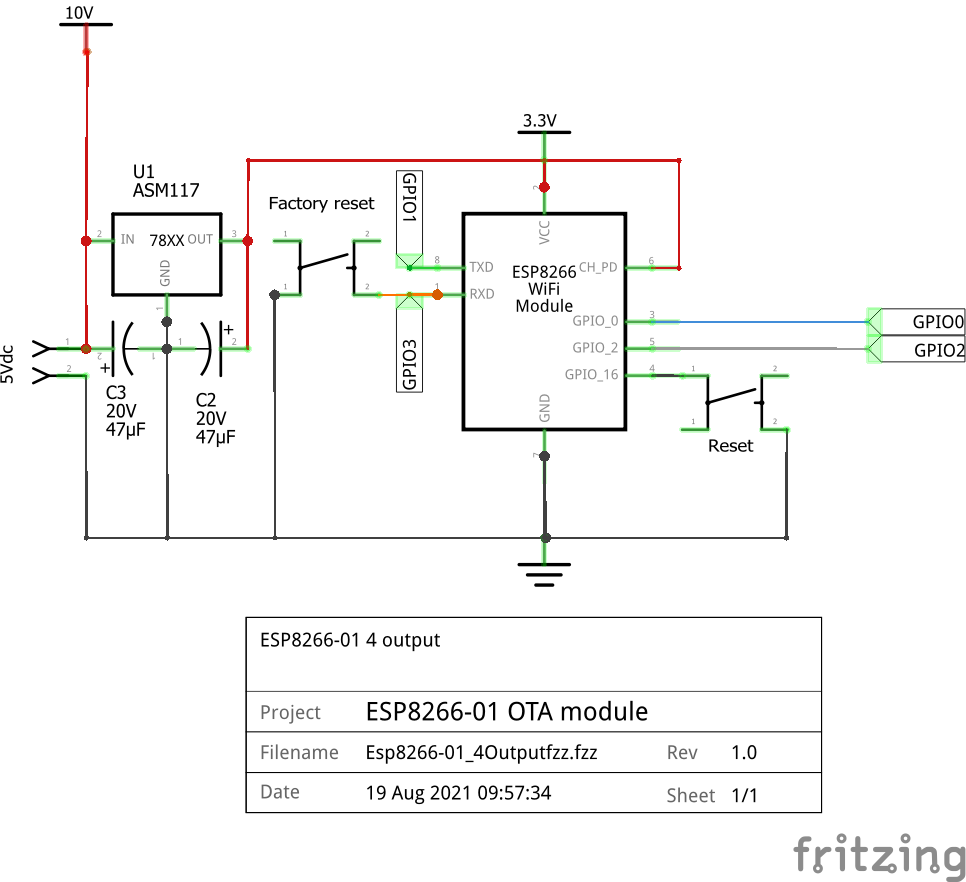 10V
3.3V
U1
ASM117
Factory reset
GPIO1
1 2
2 IN 78XX OUT 3
GND
1
2
VCC
8 TXD
ESP8266
WiFi
Module
CH_PD 6
1 2
1 RXD
GPIO3
GPIO_0 3
GPIO0
GPIO_2 5
GPIO2
GPIO_16 4
1 2
5Vdc
1
2
2 1 1 2
+
+
C3
20V
47µF
C2
20V
47µF
GND
7
1 2
Reset
ESP8266-01 4 output
Project ESP8266-01 OTA module
Filename Esp8266-01_4Outputfzz.fzz Rev 1.0
Date 19 Aug 2021 09:57:34 Sheet 1/1
fritzing